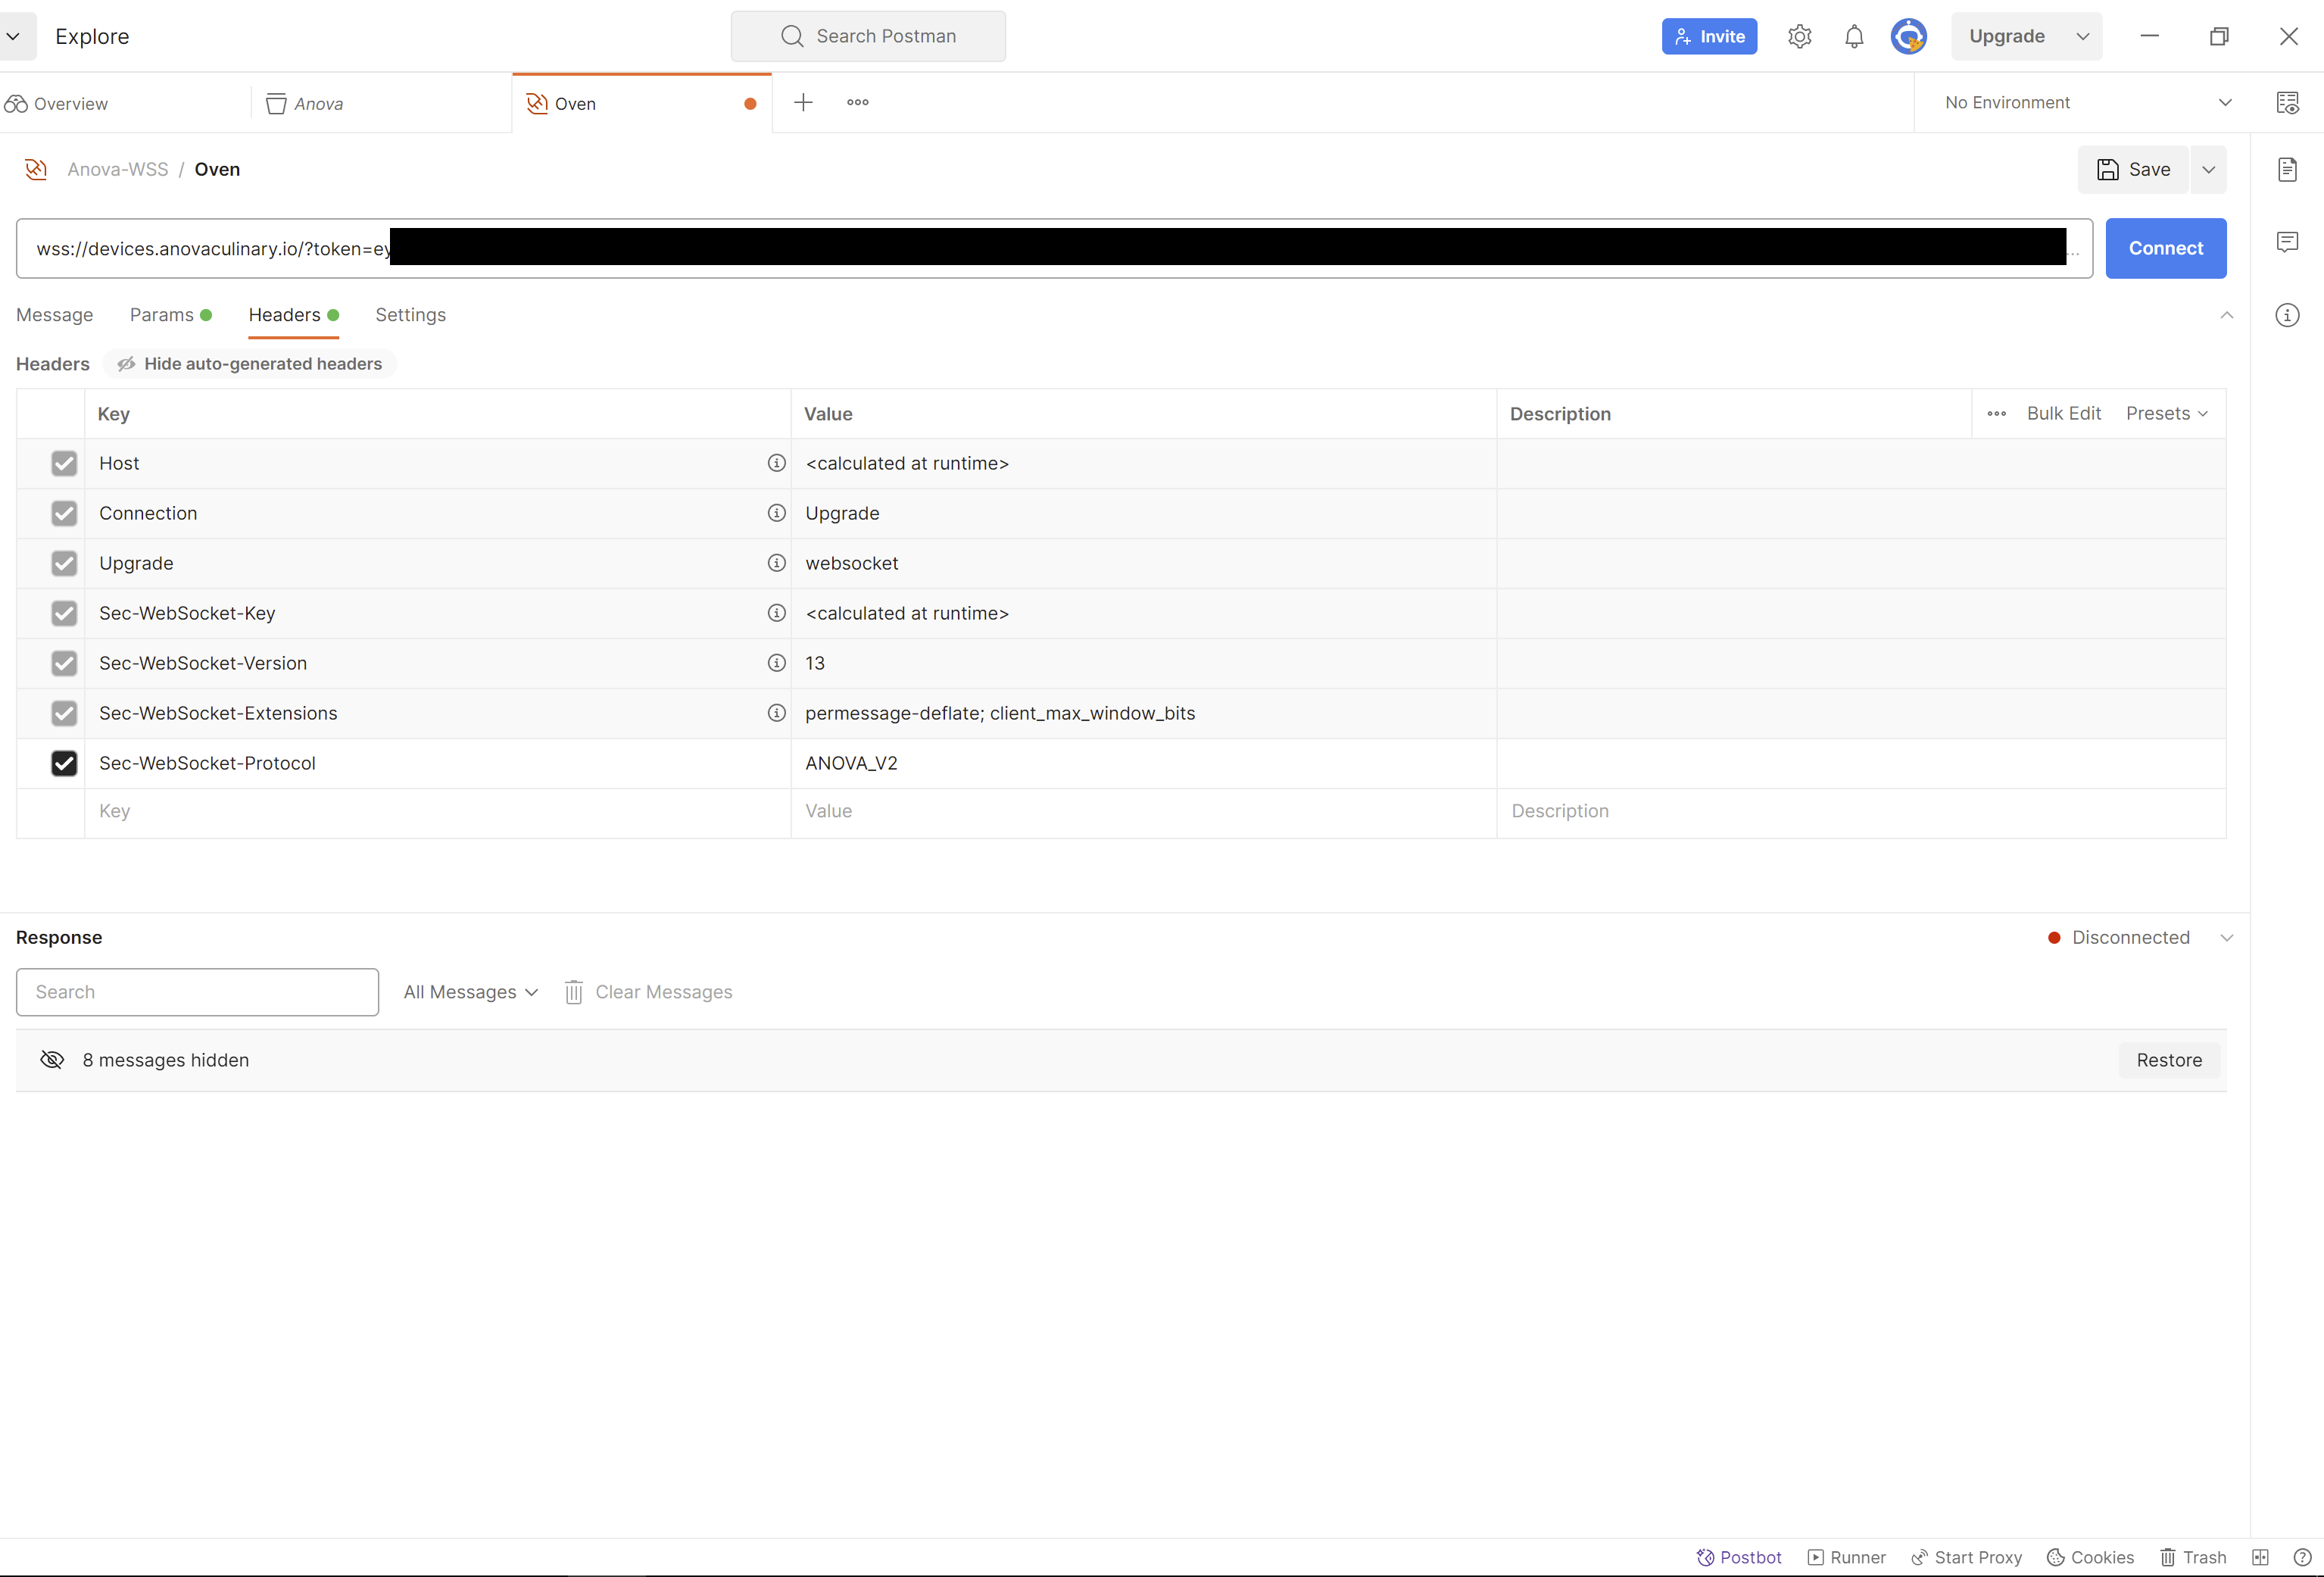 Explore
Search Postman
Invite
Upgrade
Overview
Anova
Oven
No Environment
Anova-WSS / Oven
Save
wss://devices.anovaculinary.io/?token=ey
...
Connect
Message Params Headers Settings
Headers Hide auto-generated headers
Key Value Description Bulk Edit Presets
Host <calculated at runtime>
Connection Upgrade
Upgrade websocket
Sec-WebSocket-Key <calculated at runtime>
Sec-WebSocket-Version 13
Sec-WebSocket-Extensions permessage-deflate; client_max_window_bits
Sec-WebSocket-Protocol ANOVA_V2
Key Value Description
Response Disconnected
Search All Messages Clear Messages
8 messages hidden Restore
Postbot Runner Start Proxy Cookies Trash